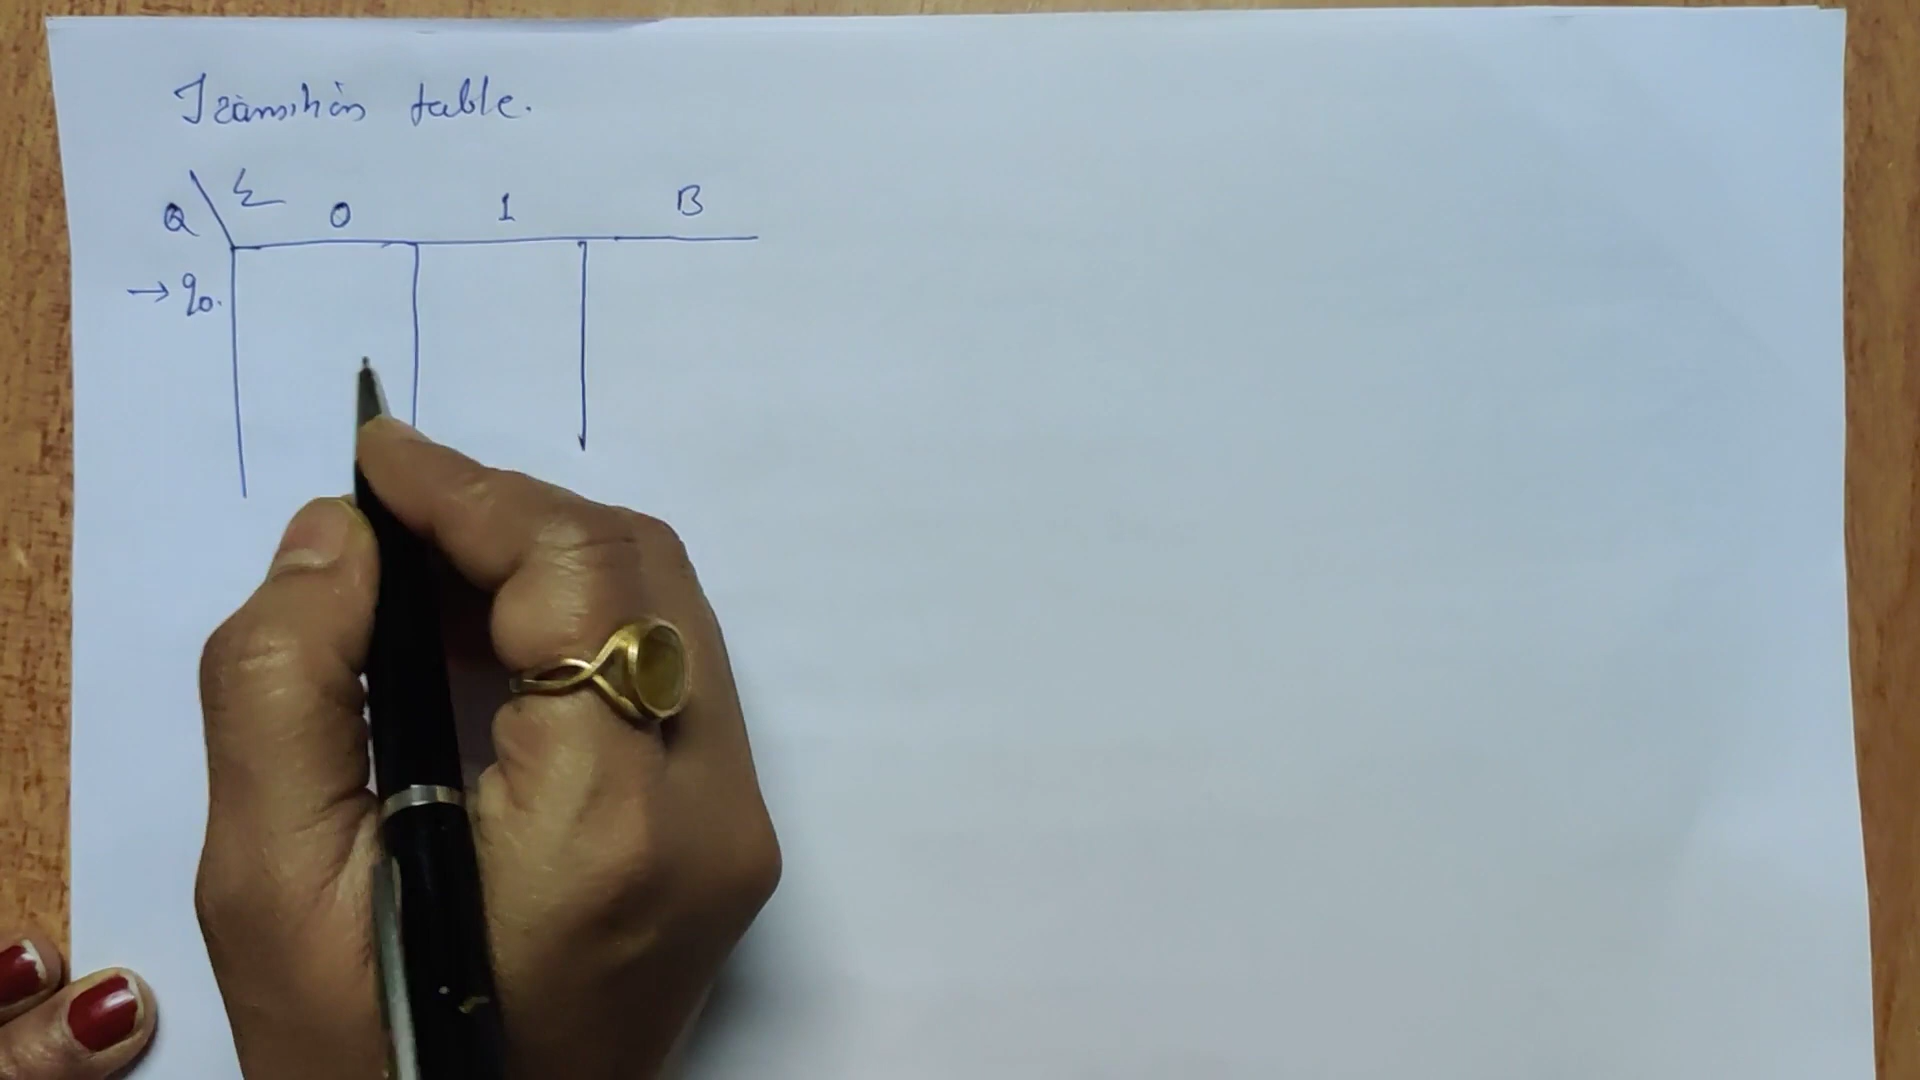 Transition table.
Q \ Σ 0 1 B
→ q0.